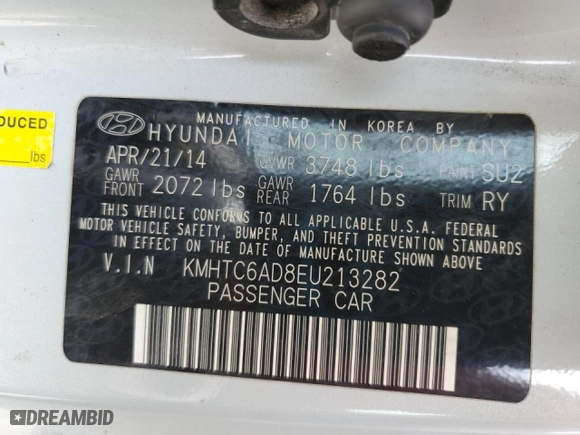 DUCED
lbs
MANUFACTURED IN KOREA BY
HYUNDAI MOTOR COMPANY
APR/21/14 GVWR 3748 lbs PAINT SU2
GAWR FRONT 2072 lbs GAWR REAR 1764 lbs TRIM RY
THIS VEHICLE CONFORMS TO ALL APPLICABLE U.S.A. FEDERAL
MOTOR VEHICLE SAFETY, BUMPER, AND THEFT PREVENTION STANDARDS
IN EFFECT ON THE DATE OF MANUFACTURE SHOWN ABOVE.
V.I.N KMHTC6AD8EU213282
PASSENGER CAR
DREAMBID